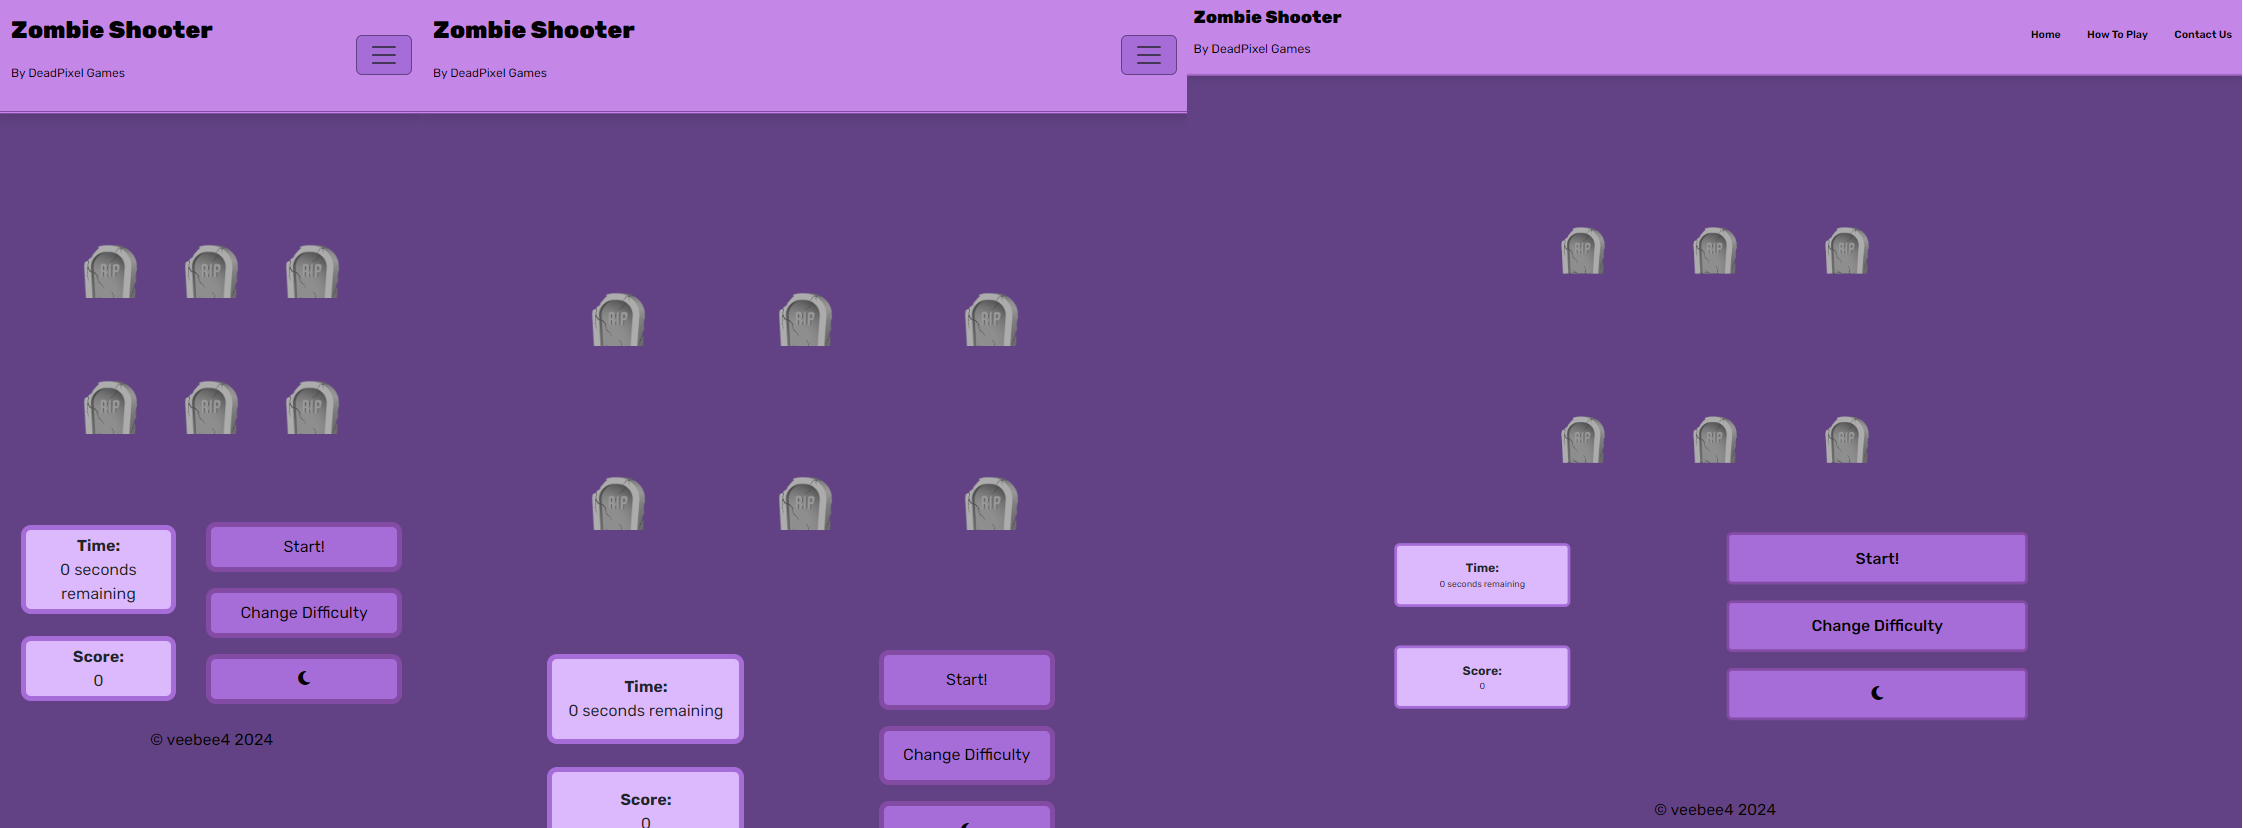 Zombie Shooter
By DeadPixel Games
RIP RIP RIP
RIP RIP RIP
Time:
0 seconds
remaining
Score:
0
Start!
Change Difficulty
© veebee4 2024
Zombie Shooter
By DeadPixel Games
RIP RIP RIP
RIP RIP RIP
Time:
0 seconds remaining
Score:
0
Start!
Change Difficulty
Zombie Shooter
By DeadPixel Games
Home How To Play Contact Us
RIP RIP RIP
RIP RIP RIP
Time:
0 seconds remaining
Score:
0
Start!
Change Difficulty
© veebee4 2024